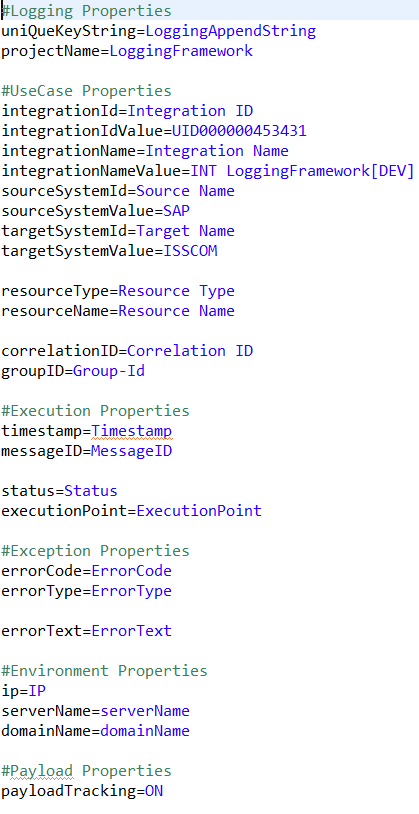 #Logging Properties
uniQueKeyString=LoggingAppendString
projectName=LoggingFramework
#UseCase Properties
integrationId=Integration ID
integrationIdValue=UID000000453431
integrationName=Integration Name
integrationNameValue=INT LoggingFramework[DEV]
sourceSystemId=Source Name
sourceSystemValue=SAP
targetSystemId=Target Name
targetSystemValue=ISSCOM
resourceType=Resource Type
resourceName=Resource Name
correlationID=Correlation ID
groupID=Group-Id
#Execution Properties
timestamp=Timestamp
messageID=MessageID
status=Status
executionPoint=ExecutionPoint
#Exception Properties
errorCode=ErrorCode
errorType=ErrorType
errorText=ErrorText
#Environment Properties
ip=IP
serverName=serverName
domainName=domainName
#Payload Properties
payloadTracking=ON